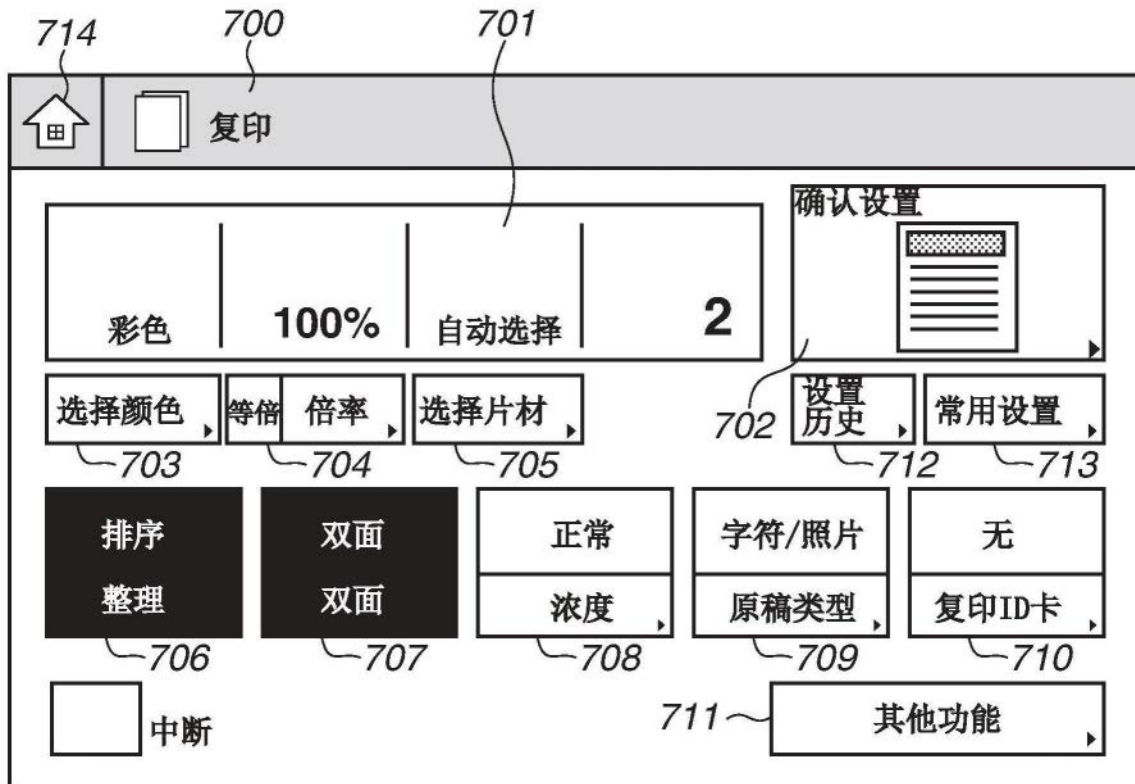 714 700 701
复印
确认设置
彩色 100% 自动选择 2
选择颜色 等倍 倍率 选择片材 702 设置 常用设置
历史
703 704 705 712 713
排序 双面 正常 字符/照片 无
整理 双面 浓度 原稿类型 复印ID卡
706 707 708 709 710
中断 711 其他功能